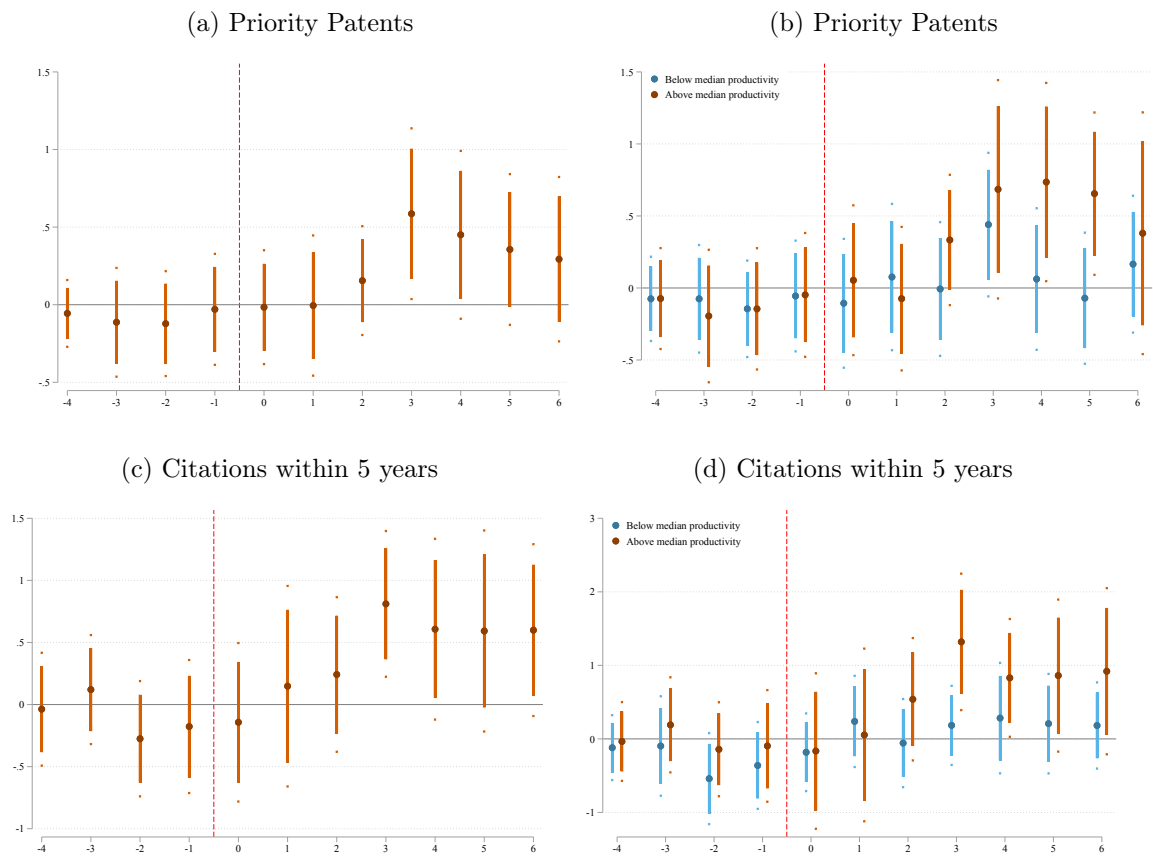 (a) Priority Patents
1.5
1
.5
0
-.5
-4 -3 -2 -1 0 1 2 3 4 5 6
(b) Priority Patents
Below median productivity
Above median productivity
1.5
1
.5
0
-.5
-4 -3 -2 -1 0 1 2 3 4 5 6
(c) Citations within 5 years
1.5
1
.5
0
-.5
-1
-4 -3 -2 -1 0 1 2 3 4 5 6
(d) Citations within 5 years
Below median productivity
Above median productivity
3
2
1
0
-1
-4 -3 -2 -1 0 1 2 3 4 5 6